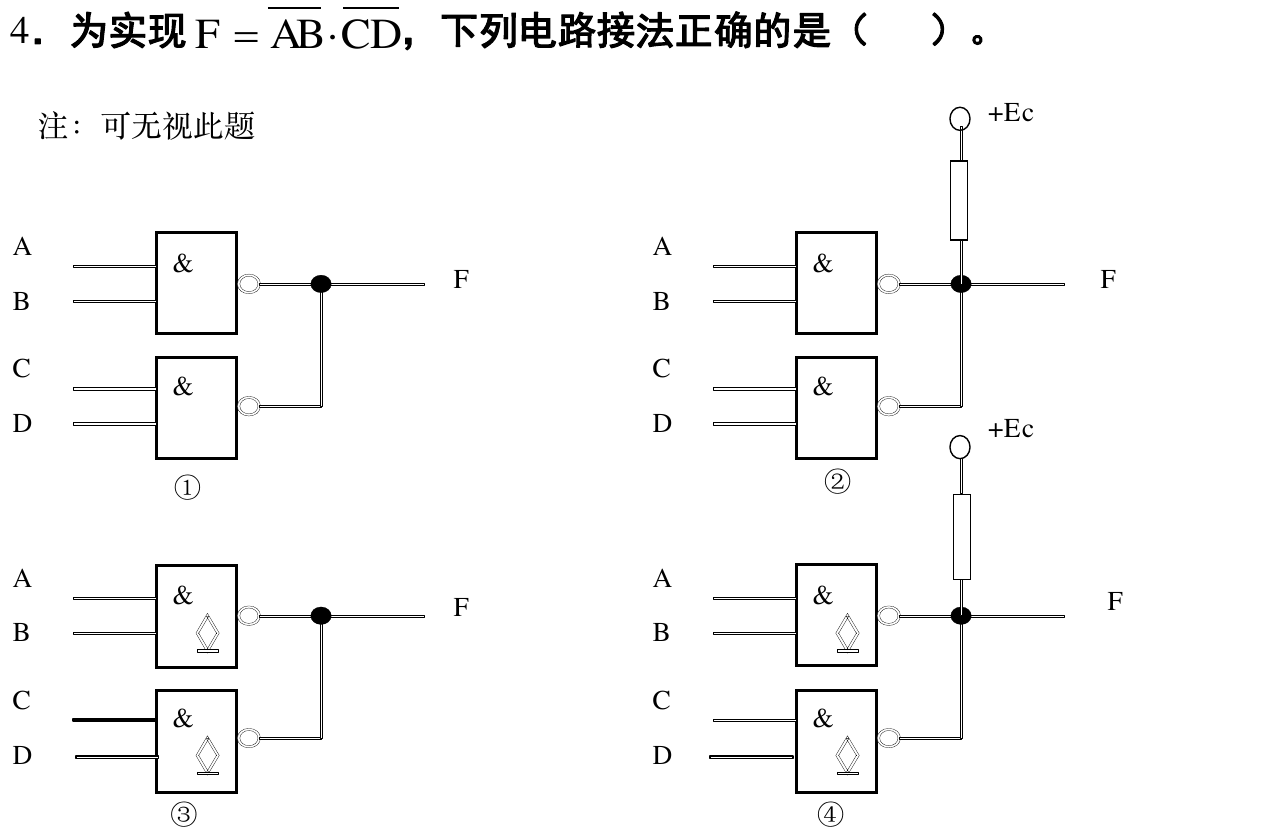 4．为实现 F = \overline{AB}·\overline{CD}，下列电路接法正确的是（　　）。
注：可无视此题
+Ec
A & A &
F F
B B
C & C &
D D
+Ec
① ②
A & A &
F F
B B
C & C &
D D
③ ④